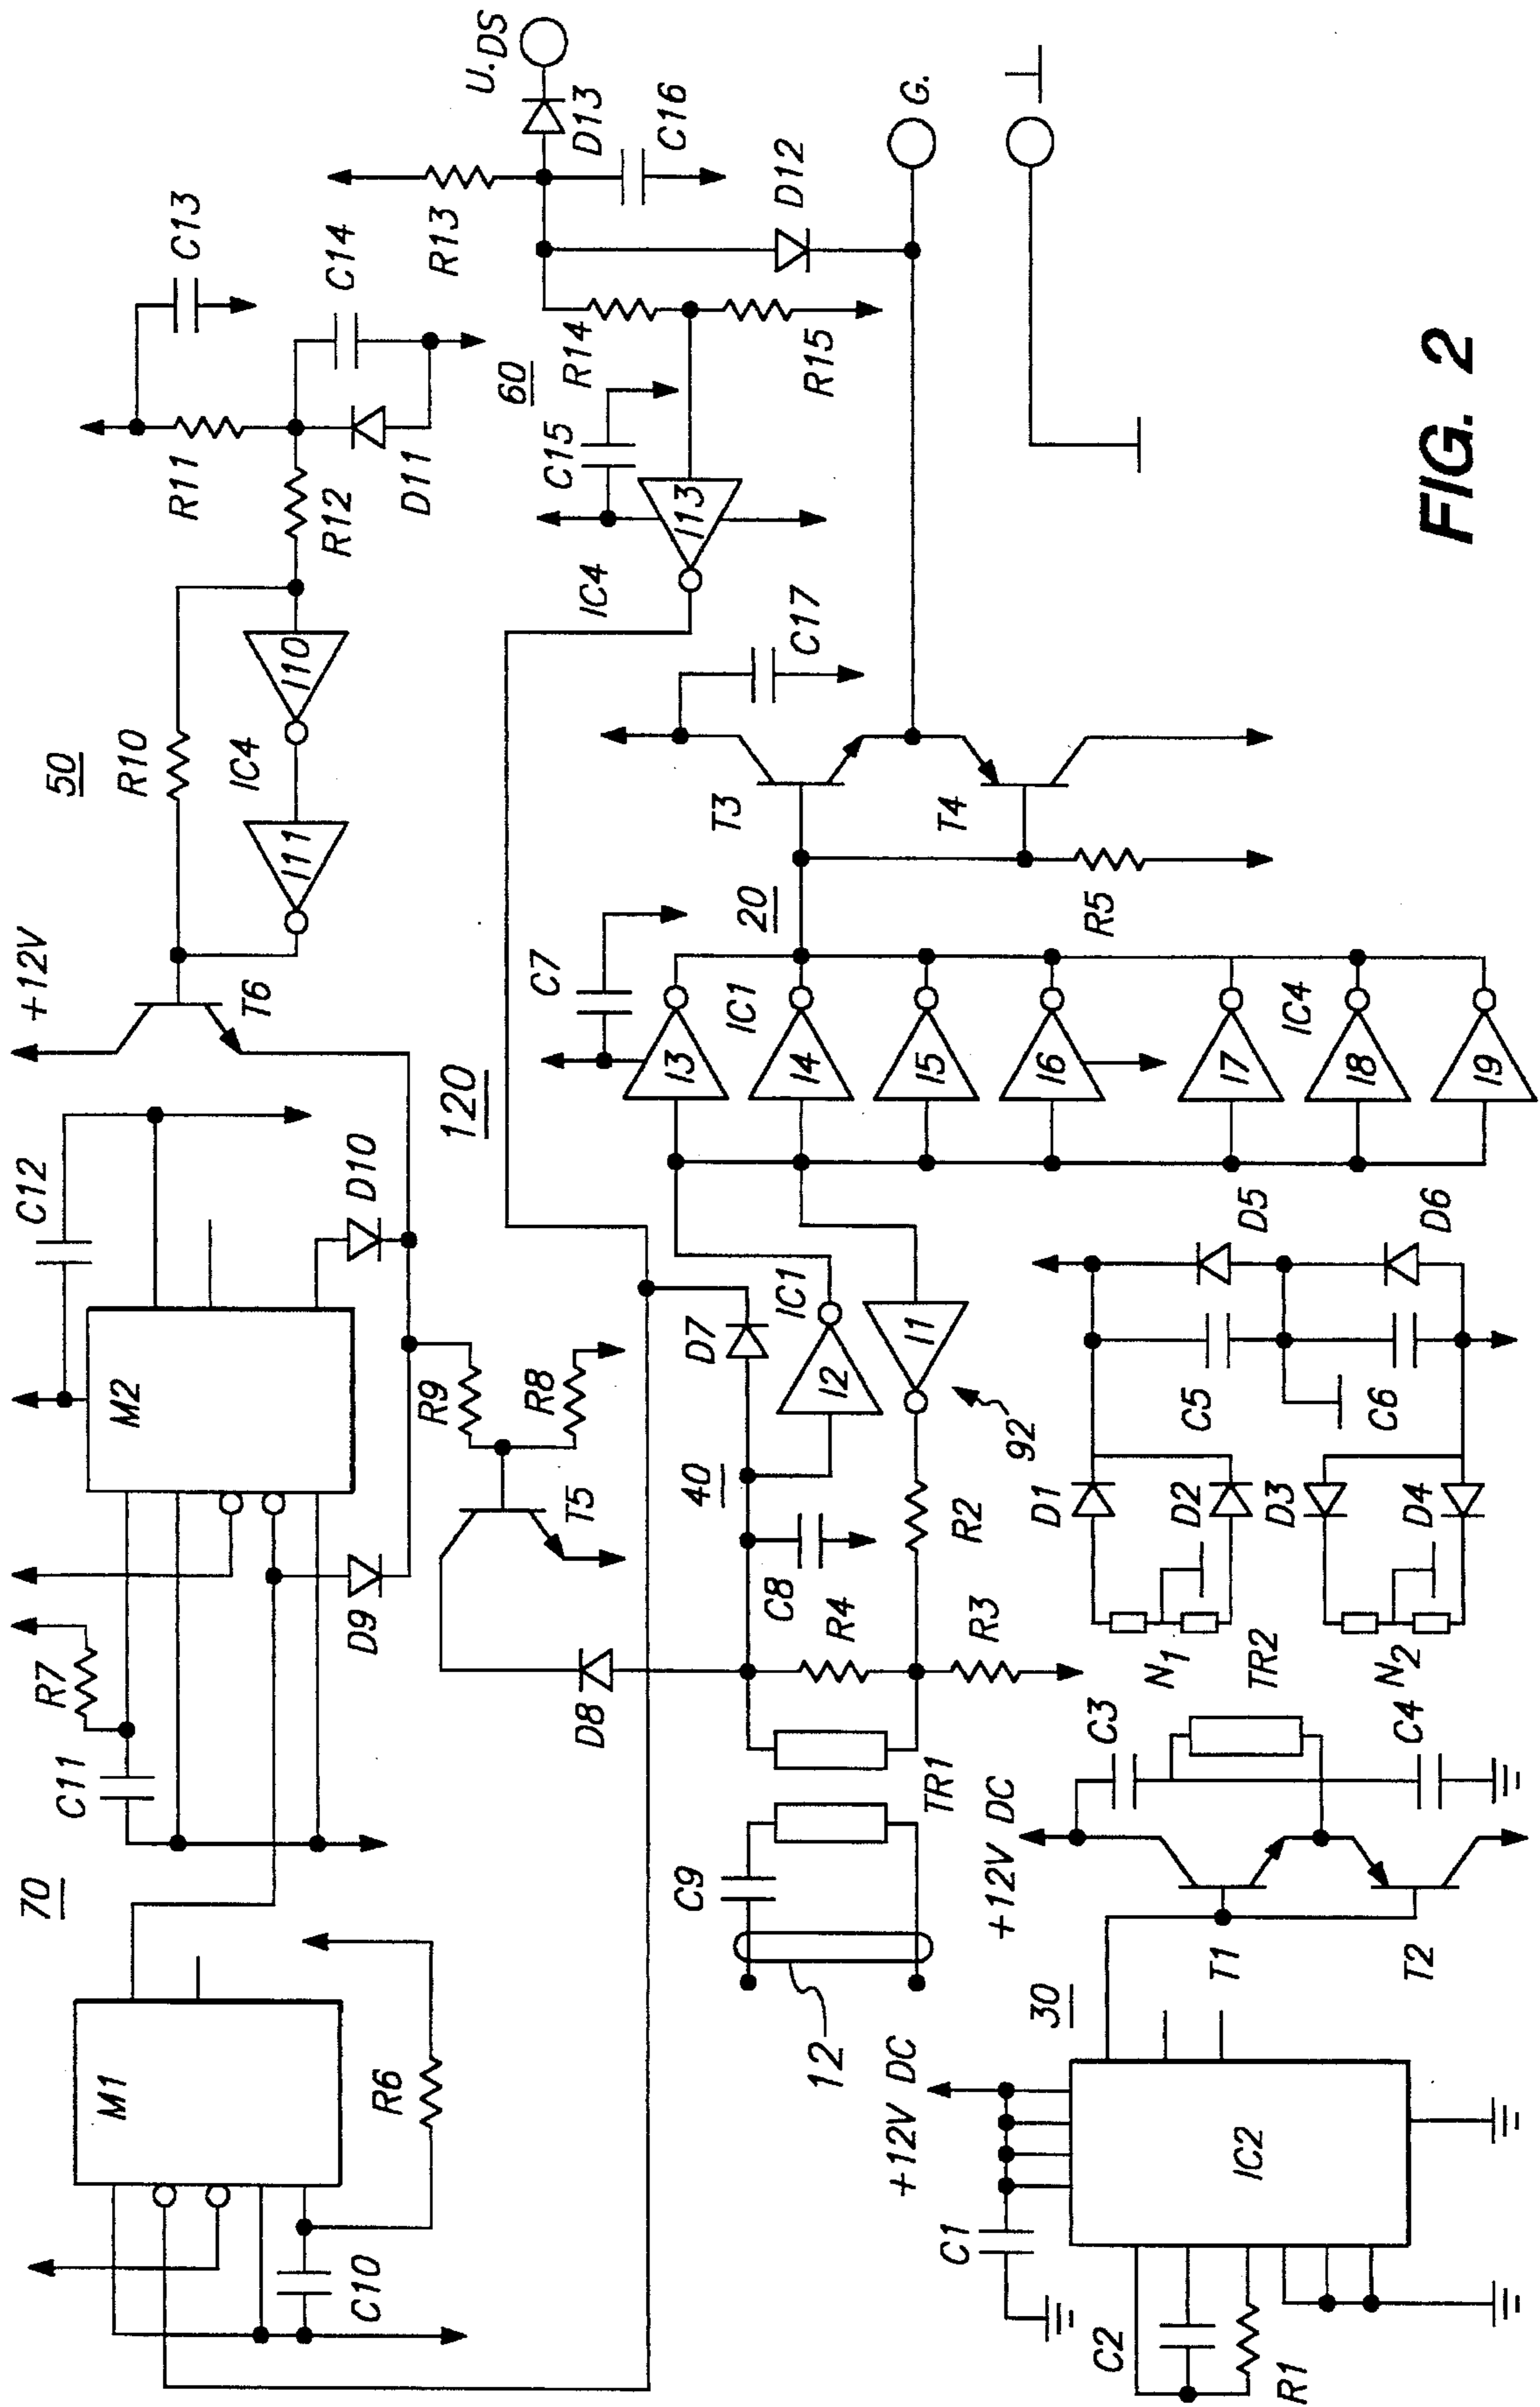 70
M1
R6
C10
C11
R7
M2
C12
D9
D10
+12V
T6
50
R10
IC4
I11
I10
R12
R11
C13
C14
D11
R9
R8
T5
D8
120
60
R13
U.DS
D13
C16
D12
R14
R15
C15
I13
IC4
G.
12
C9
TR1
R4
R3
C8
40
R2
D7
I2
IC1
I1
92
C7
I3
I4
IC1
I5
I6
I7
I8
IC4
I9
20
R5
T3
T4
C17
30
+12V DC
C1
C2
R1
IC2
T1
T2
+12V DC
C3
C4
TR2
N1
N2
D1
D2
D3
D4
C5
C6
D5
D6
FIG. 2